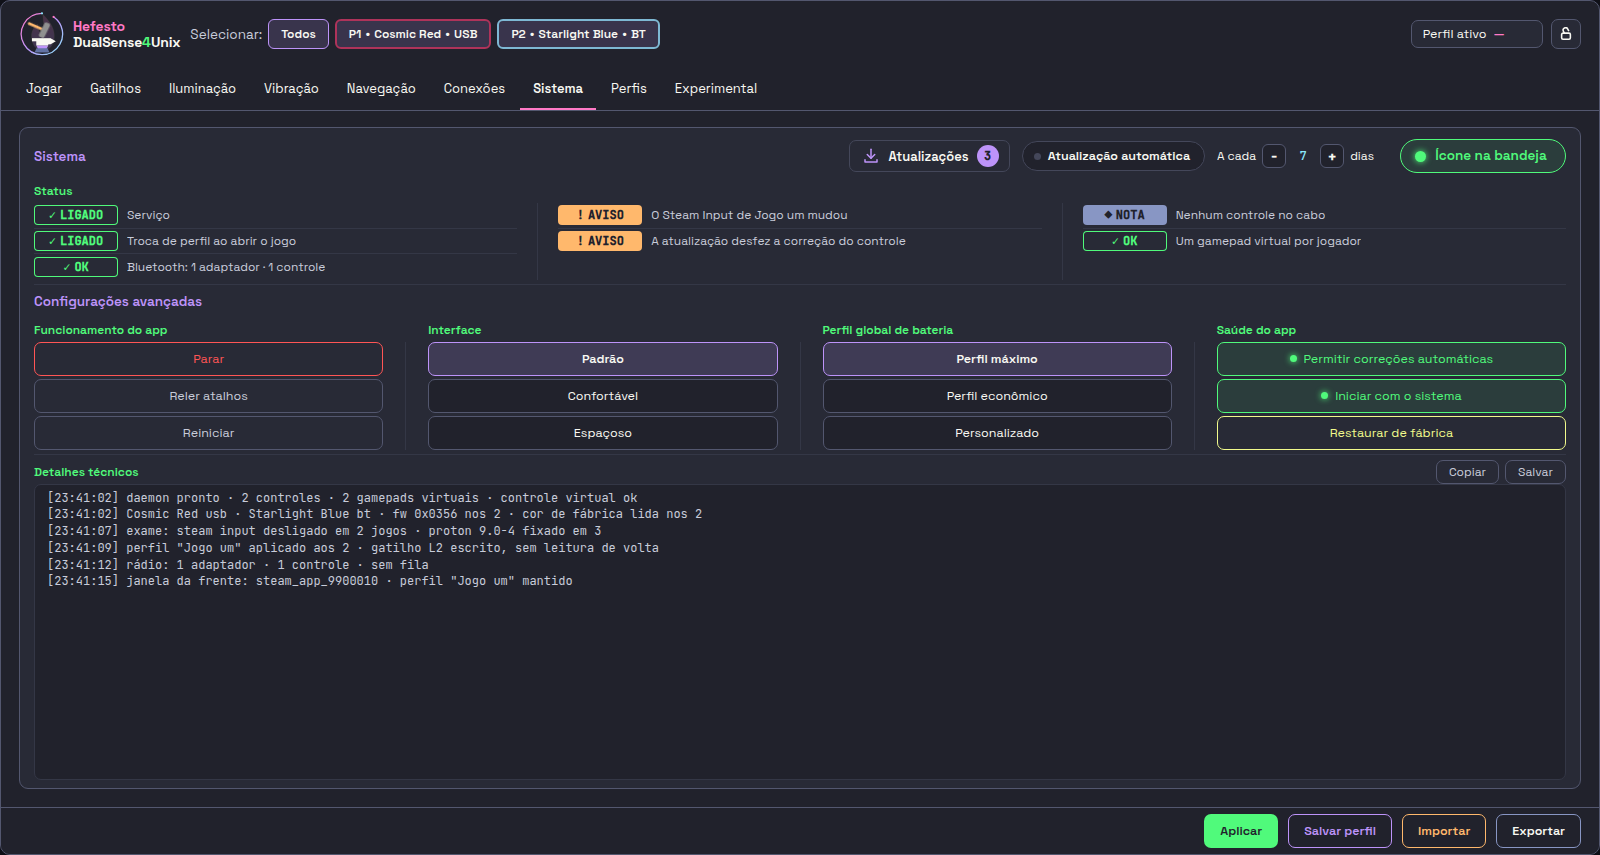 Hefesto
DualSense4Unix
Selecionar:
Todos
P1 • Cosmic Red • USB
P2 • Starlight Blue • BT
Perfil ativo —
Jogar
Gatilhos
Iluminação
Vibração
Navegação
Conexões
Sistema
Perfis
Experimental
Sistema
Atualizações 3
Atualização automática
A cada - 7 + dias
Ícone na bandeja
Status
✓ LIGADO Serviço
✓ LIGADO Troca de perfil ao abrir o jogo
✓ OK Bluetooth: 1 adaptador · 1 controle
! AVISO O Steam Input de Jogo um mudou
! AVISO A atualização desfez a correção do controle
◆ NOTA Nenhum controle no cabo
✓ OK Um gamepad virtual por jogador
Configurações avançadas
Funcionamento do app
Parar
Reler atalhos
Reiniciar
Interface
Padrão
Confortável
Espaçoso
Perfil global de bateria
Perfil máximo
Perfil econômico
Personalizado
Saúde do app
Permitir correções automáticas
Iniciar com o sistema
Restaurar de fábrica
Detalhes técnicos
Copiar
Salvar
[23:41:02] daemon pronto · 2 controles · 2 gamepads virtuais · controle virtual ok
[23:41:02] Cosmic Red usb · Starlight Blue bt · fw 0x0356 nos 2 · cor de fábrica lida nos 2
[23:41:07] exame: steam input desligado em 2 jogos · proton 9.0-4 fixado em 3
[23:41:09] perfil "Jogo um" aplicado aos 2 · gatilho L2 escrito, sem leitura de volta
[23:41:12] rádio: 1 adaptador · 1 controle · sem fila
[23:41:15] janela da frente: steam_app_9900010 · perfil "Jogo um" mantido
Aplicar
Salvar perfil
Importar
Exportar